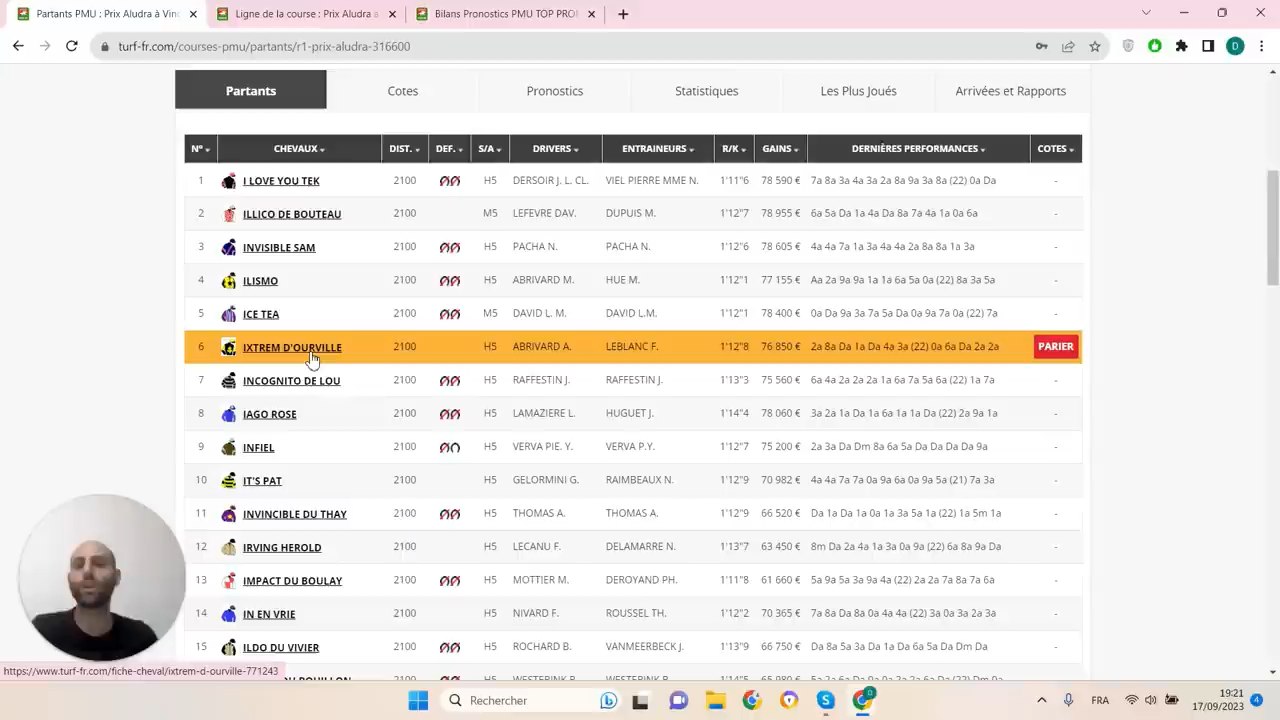 Partants PMU : Prix Aludra à Vinc
Ligne de la course : Prix Aludra a
Bilans Pronostics PMU TOP PRO
turf-fr.com/courses-pmu/partants/r1-prix-aludra-316600
Partants Cotes Pronostics Statistiques Les Plus Joués Arrivées et Rapports
N° CHEVAUX DIST. DEF. S/A DRIVERS ENTRAINEURS R/K GAINS DERNIÈRES PERFORMANCES COTES
1 I LOVE YOU TEK 2100 H5 DERSOIR J. L. CL. VIEL PIERRE MME N. 1'11"6 78 590 € 7a 8a 3a 4a 3a 2a 8a 9a 3a 8a (22) 0a Da -
2 ILLICO DE BOUTEAU 2100 M5 LEFEVRE DAV. DUPUIS M. 1'12"7 78 955 € 6a 5a Da 1a 4a Da 8a 7a 4a 1a 0a 6a -
3 INVISIBLE SAM 2100 H5 PACHA N. PACHA N. 1'12"6 78 605 € 4a 4a 7a 1a 3a 4a 4a 2a 8a 8a 1a 3a -
4 ILISMO 2100 H5 ABRIVARD M. HUE M. 1'12"1 77 155 € Aa 2a 9a 9a 1a 1a 6a 5a 0a (22) 8a 3a 5a -
5 ICE TEA 2100 M5 DAVID L. M. DAVID L.M. 1'12"1 78 400 € 0a Da 9a 3a 7a 5a Da 0a 9a 7a 0a (22) 7a -
6 IXTREM D'OURVILLE 2100 H5 ABRIVARD A. LEBLANC F. 1'12"8 76 850 € 2a 8a Da 1a Da 4a 3a (22) 0a 6a Da 2a 2a PARIER
7 INCOGNITO DE LOU 2100 H5 RAFFESTIN J. RAFFESTIN J. 1'13"3 75 560 € 6a 4a 2a 2a 2a 1a 6a 7a 5a 6a (22) 1a 7a -
8 IAGO ROSE 2100 H5 LAMAZIERE L. HUGUET J. 1'14"4 78 060 € 3a 2a 1a Da 1a 6a 1a 1a Da (22) 2a 9a 1a -
9 INFIEL 2100 H5 VERVA PIE. Y. VERVA P.Y. 1'12"7 75 200 € 2a 3a Da Dm 8a 6a 5a Da Da Da Da 9a -
10 IT'S PAT 2100 H5 GELORMINI G. RAIMBEAUX N. 1'12"9 70 982 € 4a 4a 7a 7a 0a 9a 6a 0a 9a 5a (21) 7a 3a -
11 INVINCIBLE DU THAY 2100 H5 THOMAS A. THOMAS A. 1'12"9 66 520 € Da 1a Da 1a 0a 1a 3a 5a 1a (22) 1a 5m 1a -
12 IRVING HEROLD 2100 H5 LECANU F. DELAMARRE N. 1'13"7 63 450 € 8m Da 2a 4a 1a 3a 0a 9a (22) 6a 8a 9a Da -
13 IMPACT DU BOULAY 2100 H5 MOTTIER M. DEROYAND PH. 1'11"8 61 660 € 5a 9a 5a 3a 9a 4a (22) 2a 2a 7a 8a 7a 6a -
14 IN EN VRIE 2100 H5 NIVARD F. ROUSSEL TH. 1'12"2 70 365 € 7a 8a Da 8a 0a 4a 4a (22) 3a 0a 3a 2a 3a -
15 ILDO DU VIVIER 2100 H5 ROCHARD B. VANMEERBECK J. 1'13"9 66 750 € Da 8a 5a 3a Da 1a Da 6a 5a Da Dm Da -
https://www.turf-fr.com/fiche-cheval/ixtrem-d-ourville-771243
Rechercher
FRA
19:21
17/09/2023